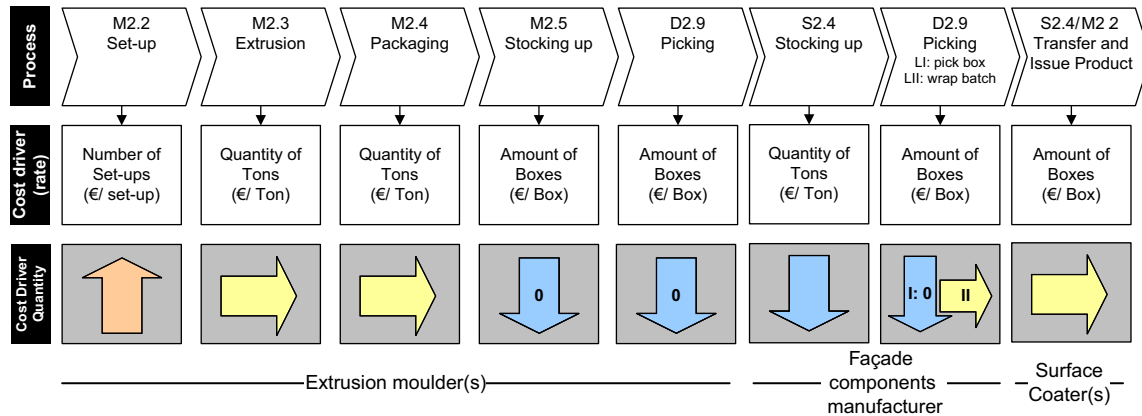 Process
M2.2
Set-up
M2.3
Extrusion
M2.4
Packaging
M2.5
Stocking up
D2.9
Picking
S2.4
Stocking up
D2.9
Picking
LI: pick box
LII: wrap batch
S2.4/M2 2
Transfer and
Issue Product
Cost driver
(rate)
Number of
Set-ups
(€/ set-up)
Quantity of
Tons
(€/ Ton)
Quantity of
Tons
(€/ Ton)
Amount of
Boxes
(€/ Box)
Amount of
Boxes
(€/ Box)
Quantity of
Tons
(€/ Ton)
Amount of
Boxes
(€/ Box)
Amount of
Boxes
(€/ Box)
Cost Driver
Quantity
0
0
I: 0
II
Extrusion moulder(s)
Façade
components
manufacturer
Surface
Coater(s)